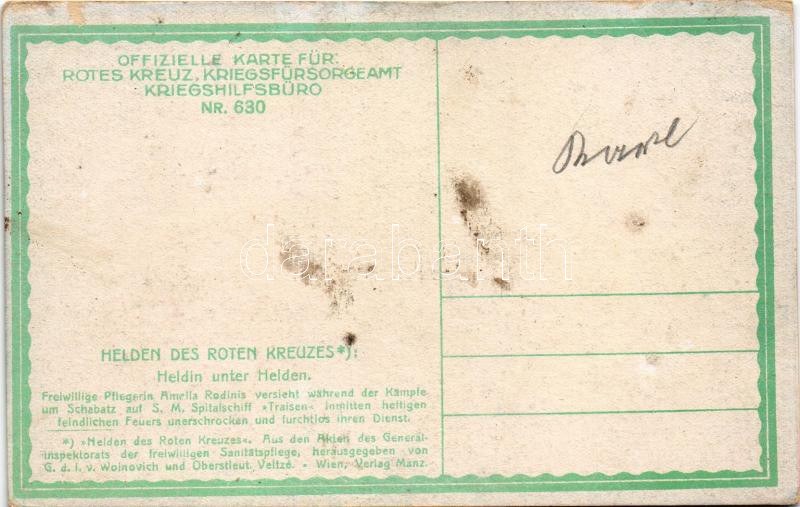 OFFIZIELLE KARTE FÜR:
ROTES KREUZ, KRIEGSFÜRSORGEAMT
KRIEGSHILFSBÜRO
NR. 630
darabanth
HELDEN DES ROTEN KREUZES*):
Heldin unter Helden.
Freiwillige Pflegerin Amelia Rodinis versieht während der Kämpfe
um Schabatz auf S. M. Spitalschiff »Traisen« inmitten heftigen
feindlichen Feuers unerschrocken und furchtlos ihren Dienst.
*) »Helden des Roten Kreuzes«. Aus den Akten des General-
inspektorats der freiwilligen Sanitätspflege, herausgegeben von
G. d. I. v. Woinovich und Oberstleut. Veltzé. • Wien, Verlag Manz.